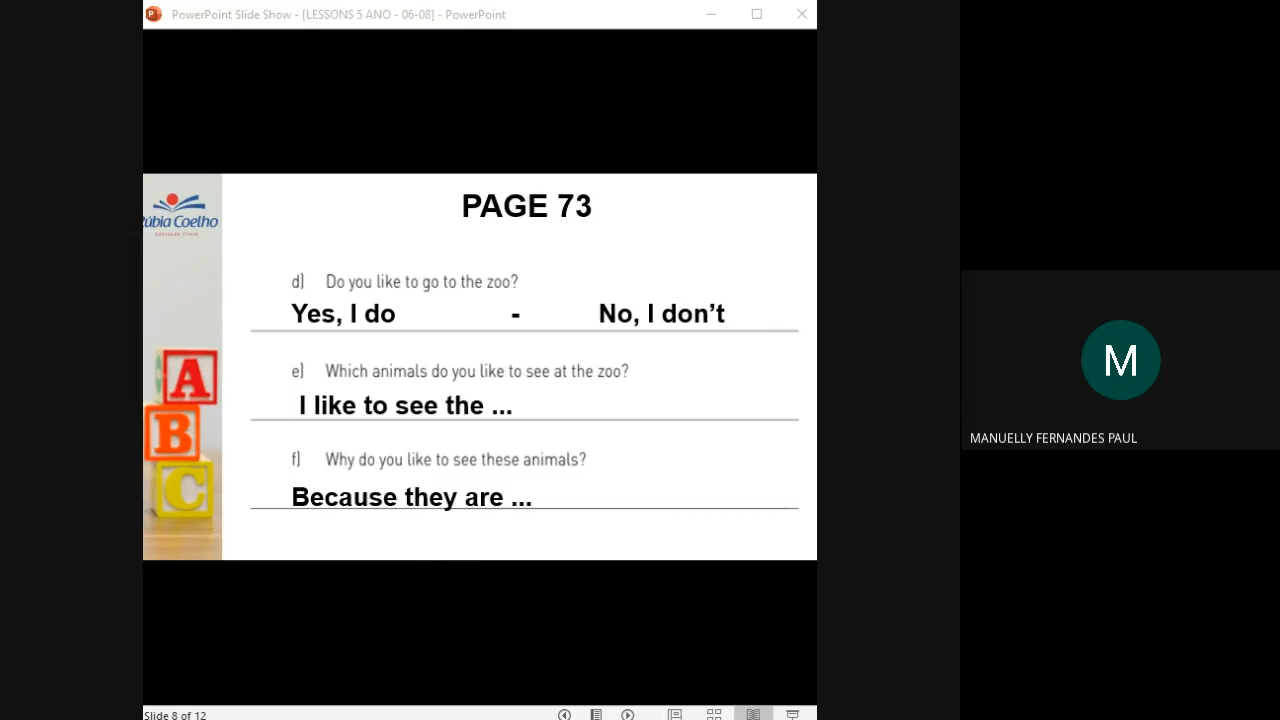 PowerPoint Slide Show - [LESSONS 5 ANO - 06-08] - PowerPoint
Rúbia Coelho
PAGE 73
d) Do you like to go to the zoo?
Yes, I do - No, I don't
e) Which animals do you like to see at the zoo?
I like to see the ...
f) Why do you like to see these animals?
Because they are ...
A
B
C
M
MANUELLY FERNANDES PAUL
Slide 8 of 12